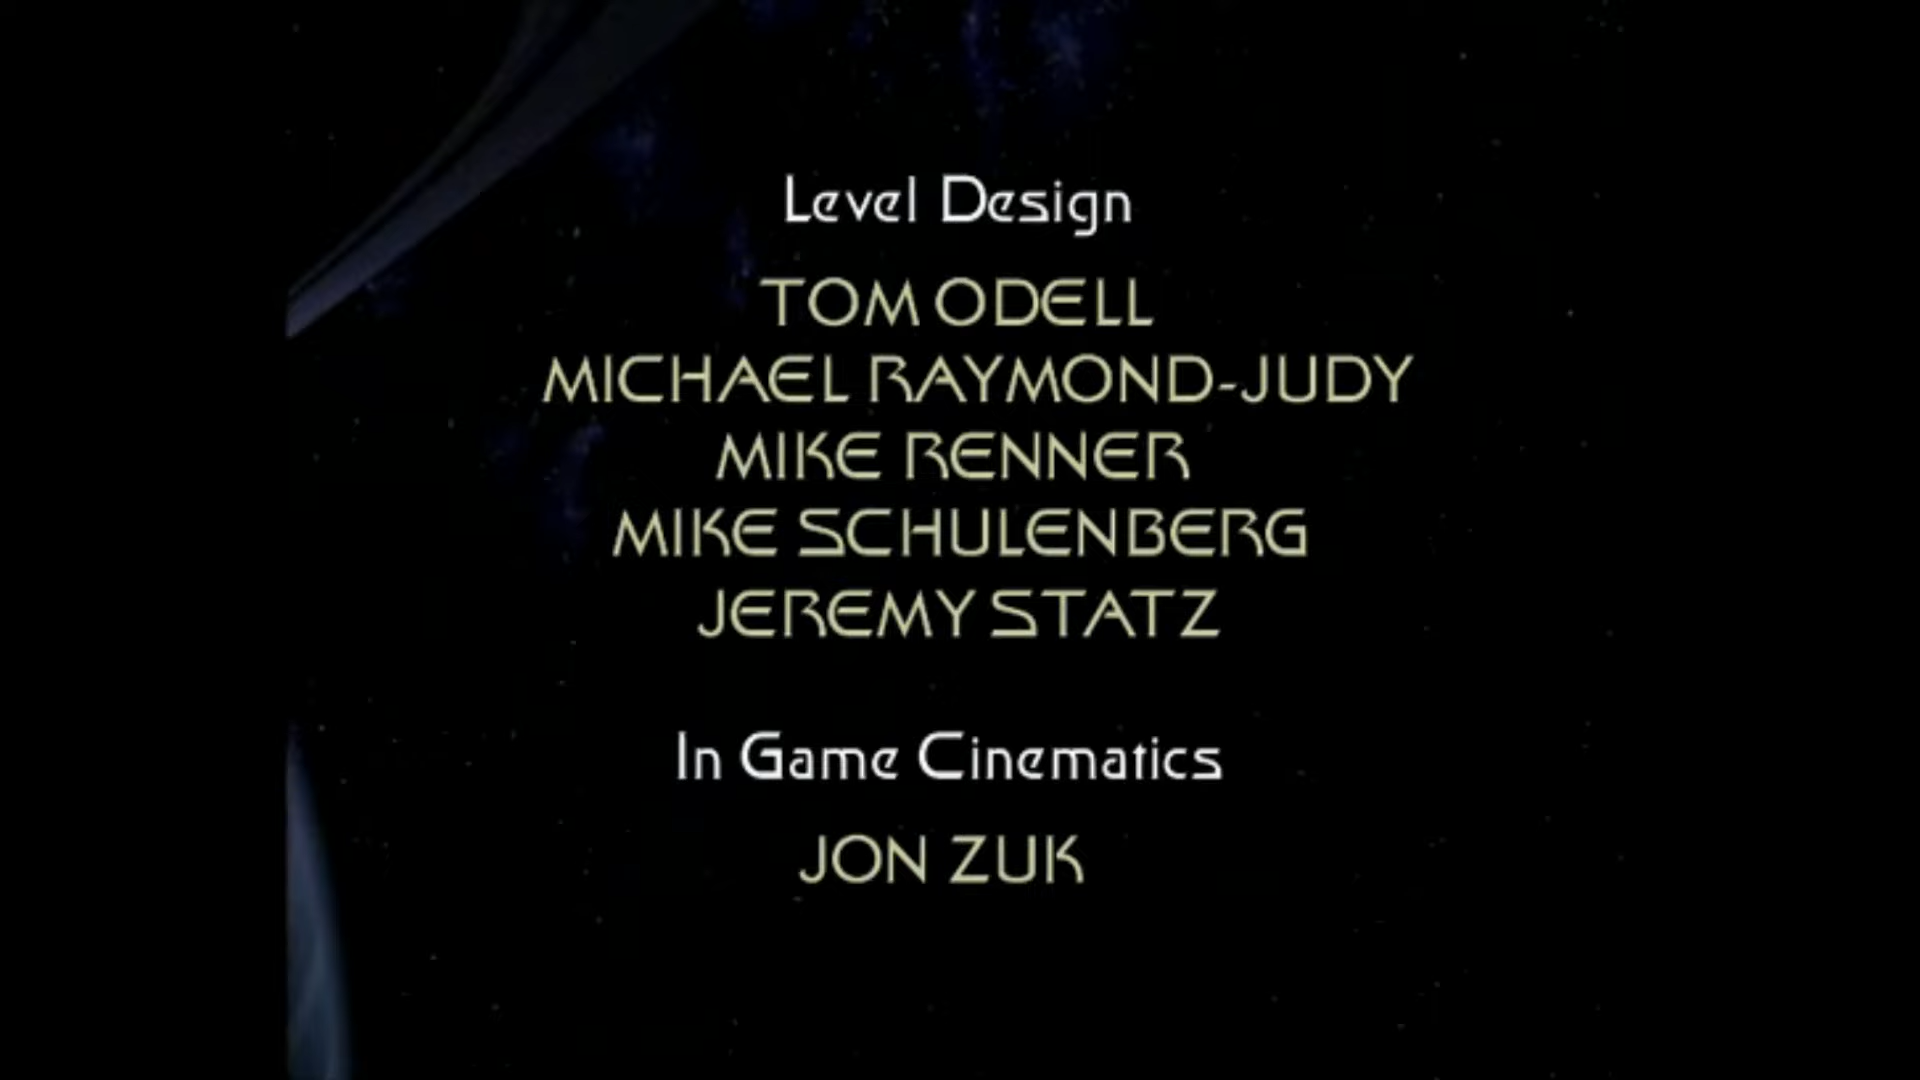 Level Design
TOM ODELL
MICHAEL RAYMOND-JUDY
MIKE RENNER
MIKE SCHULENBERG
JEREMY STATZ
In Game Cinematics
JON ZUK